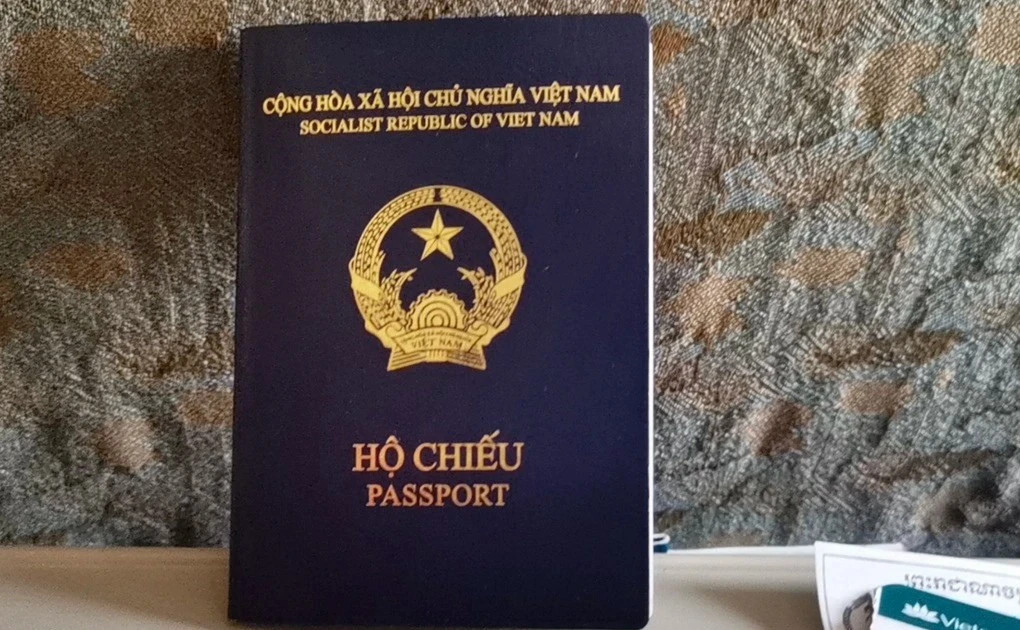 CỘNG HÒA XÃ HỘI CHỦ NGHĨA VIỆT NAM
SOCIALIST REPUBLIC OF VIET NAM
VIỆT NAM
HỘ CHIẾU
PASSPORT